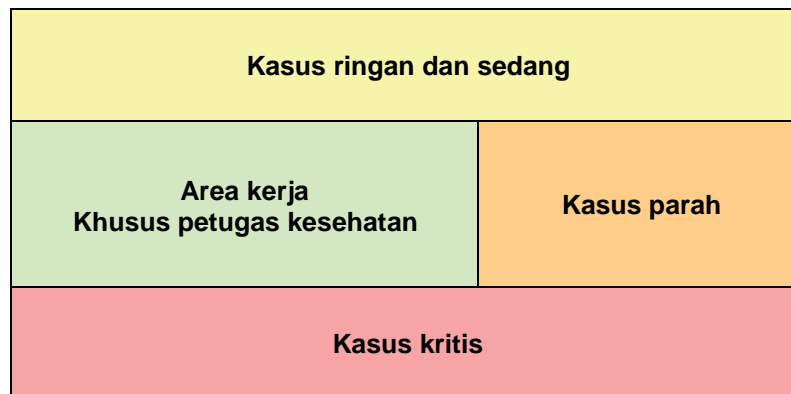 Kasus ringan dan sedang
Area kerja
Khusus petugas kesehatan
Kasus parah
Kasus kritis